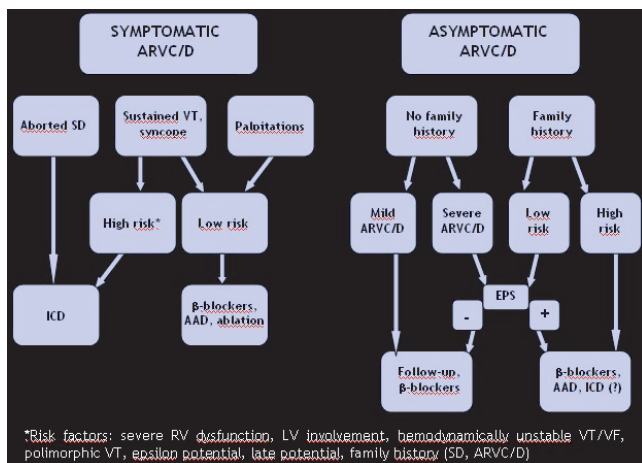 SYMPTOMATIC
ARVC/D
ASYMPTOMATIC
ARVC/D
Aborted SD
Sustained VT,
syncope
Palpitations
No family
history
Family
history
High risk*
Low risk
Mild
ARVC/D
Severe
ARVC/D
Low
risk
High
risk
ICD
β-blockers,
AAD, ablation
EPS
-
+
Follow-up,
β-blockers
β-blockers,
AAD, ICD (?)
*Risk factors: severe RV dysfunction, LV involvement, hemodynamically unstable VT/VF,
polimorphic VT, epsilon potential, late potential, family history (SD, ARVC/D)